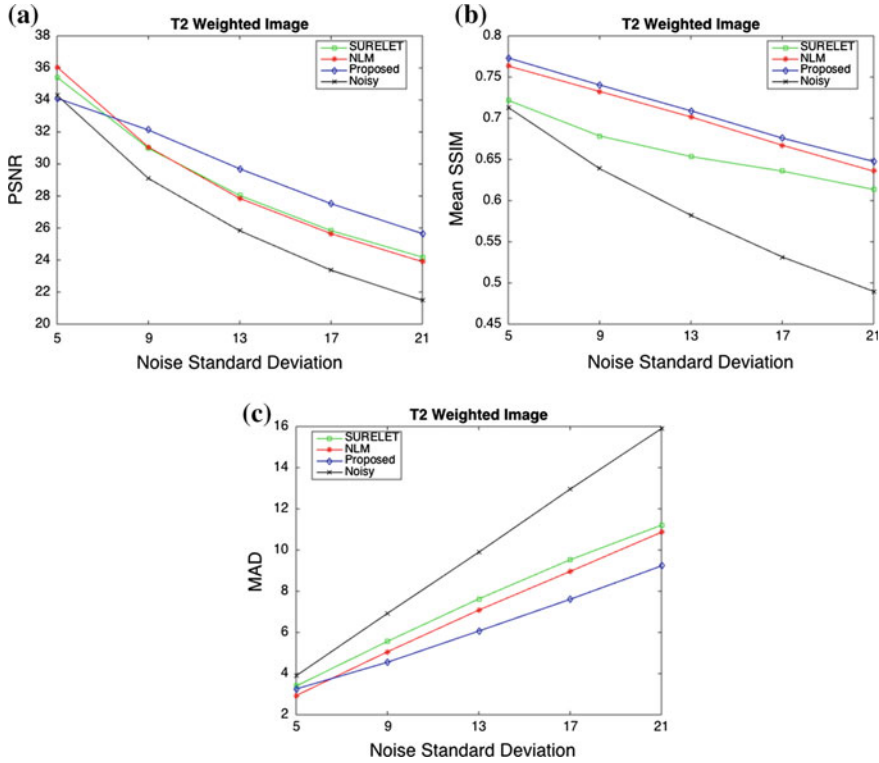 (a)
T2 Weighted Image
38
36
34
32
30
28
26
24
22
20
PSNR
SURELET
NLM
Proposed
Noisy
5 9 13 17 21
Noise Standard Deviation
(b)
T2 Weighted Image
0.8
0.75
0.7
0.65
0.6
0.55
0.5
0.45
Mean SSIM
SURELET
NLM
Proposed
Noisy
5 9 13 17 21
Noise Standard Deviation
(c)
T2 Weighted Image
16
14
12
10
8
6
4
2
MAD
SURELET
NLM
Proposed
Noisy
5 9 13 17 21
Noise Standard Deviation